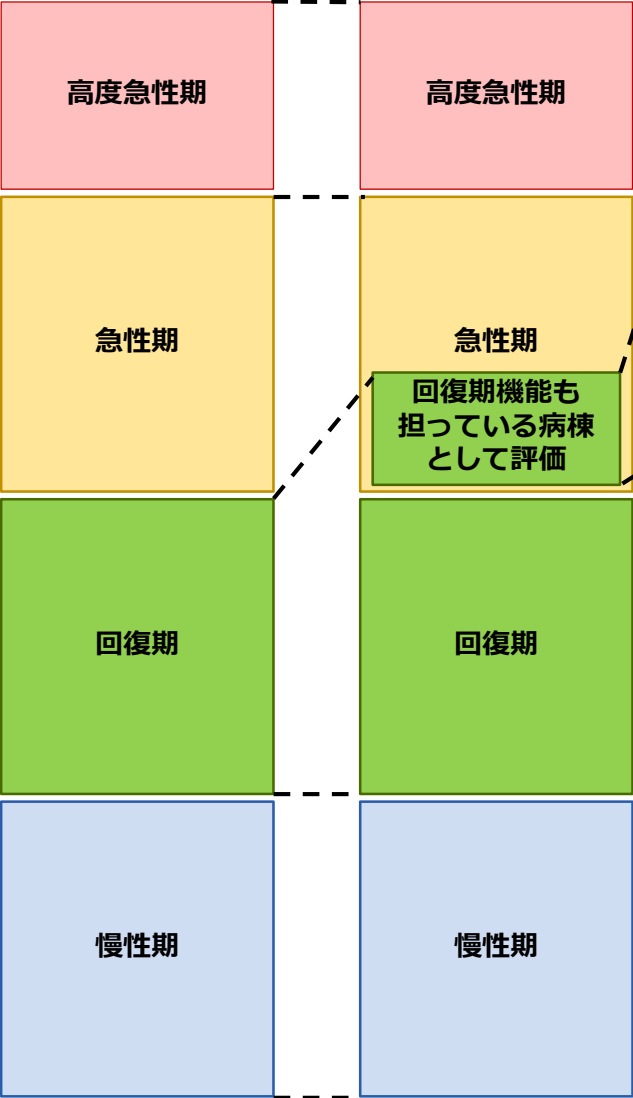 高度急性期
高度急性期
急性期
急性期
回復期機能も
担っている病棟
として評価
回復期
回復期
慢性期
慢性期